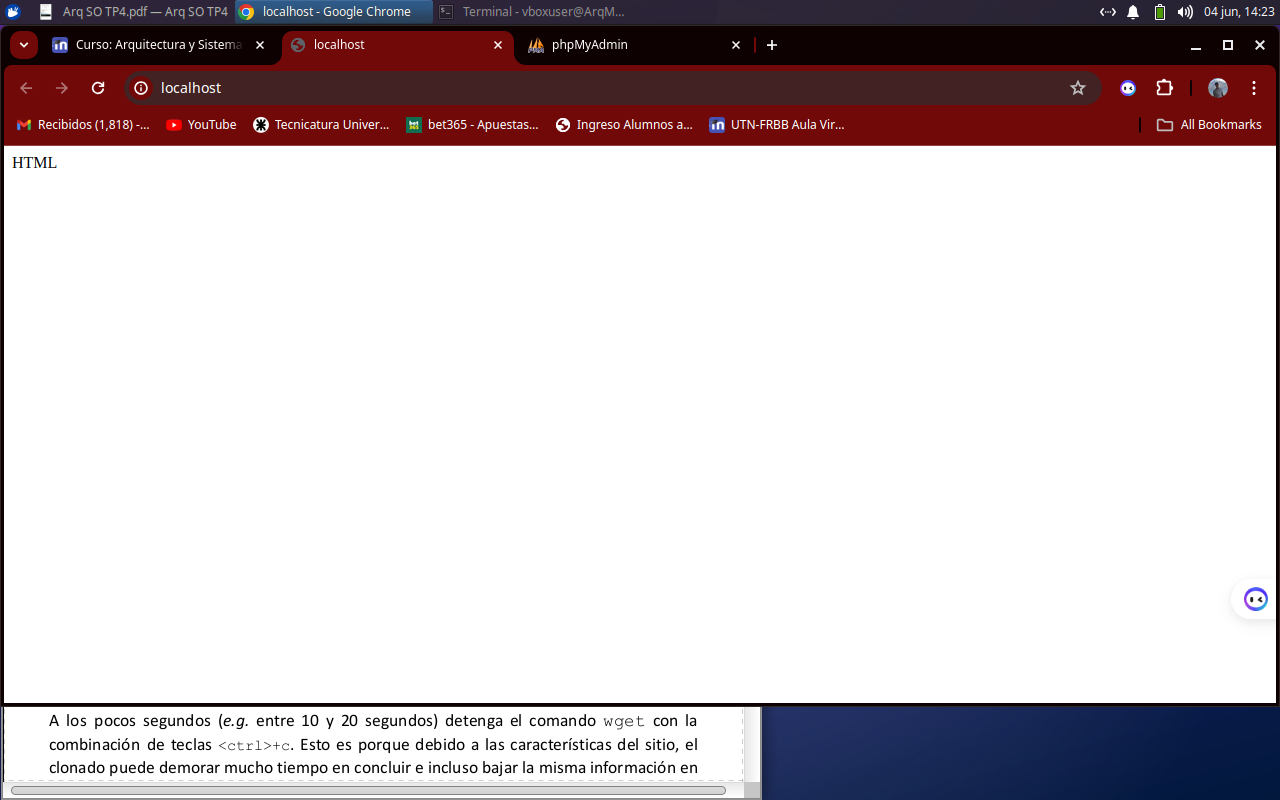 Arq SO TP4.pdf — Arq SO TP4
localhost - Google Chrome
Terminal - vboxuser@ArqM...
04 jun, 14:23
Curso: Arquitectura y Sistema
localhost
phpMyAdmin
localhost
Recibidos (1,818) -...
YouTube
Tecnicatura Univer...
bet365 - Apuestas...
Ingreso Alumnos a...
UTN-FRBB Aula Vir...
All Bookmarks
HTML
A los pocos segundos (e.g. entre 10 y 20 segundos) detenga el comando wget con la
combinación de teclas <ctrl>+c. Esto es porque debido a las características del sitio, el
clonado puede demorar mucho tiempo en concluir e incluso bajar la misma información en